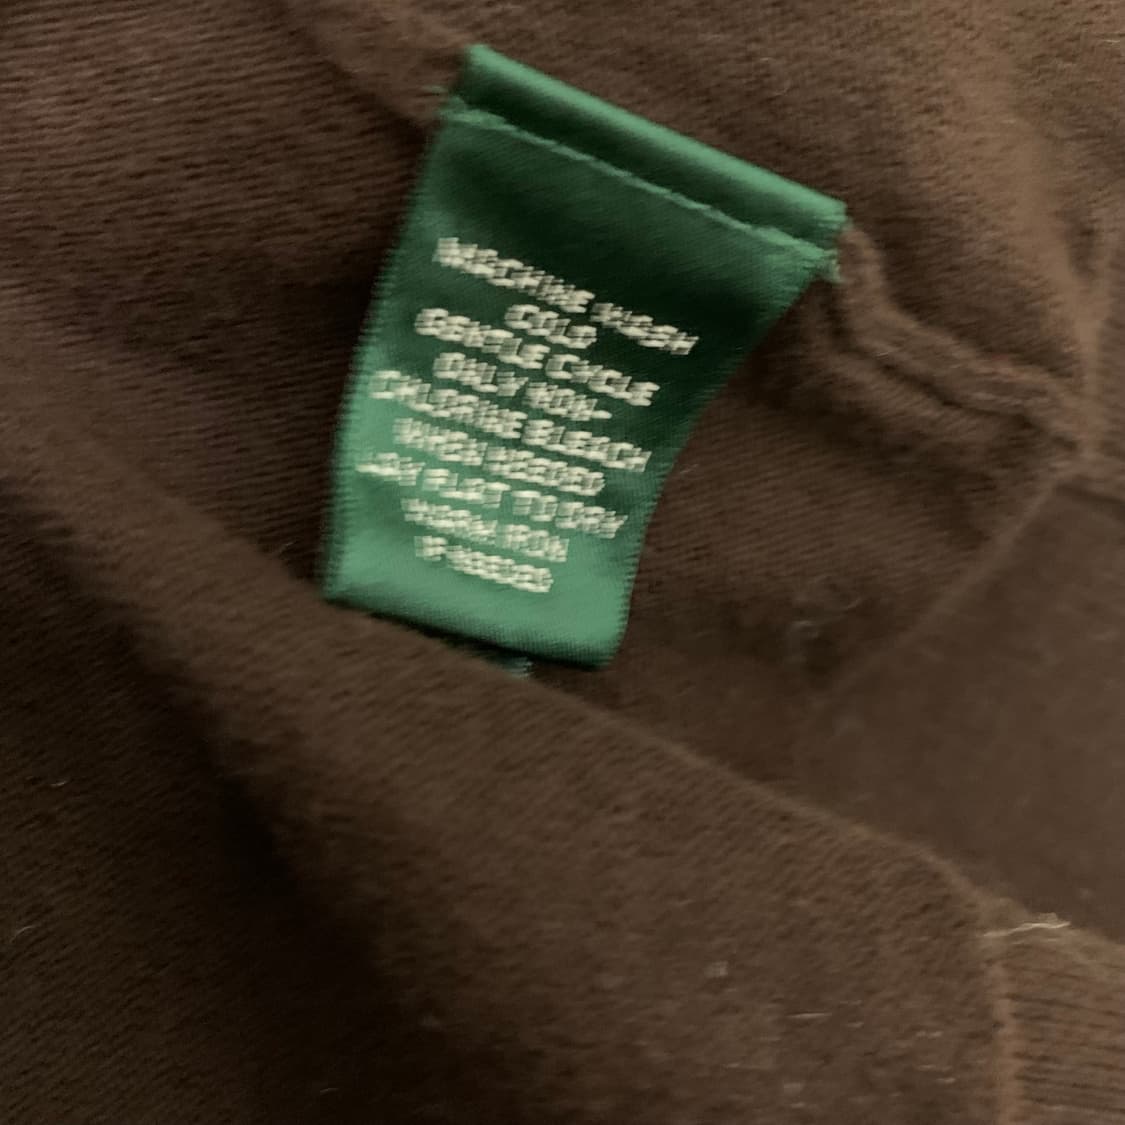 MACHINE WASH
COLD
GENTLE CYCLE
ONLY NON-
CHLORINE BLEACH
WHEN NEEDED
LAY FLAT TO DRY
WARM IRON
IF NEEDED